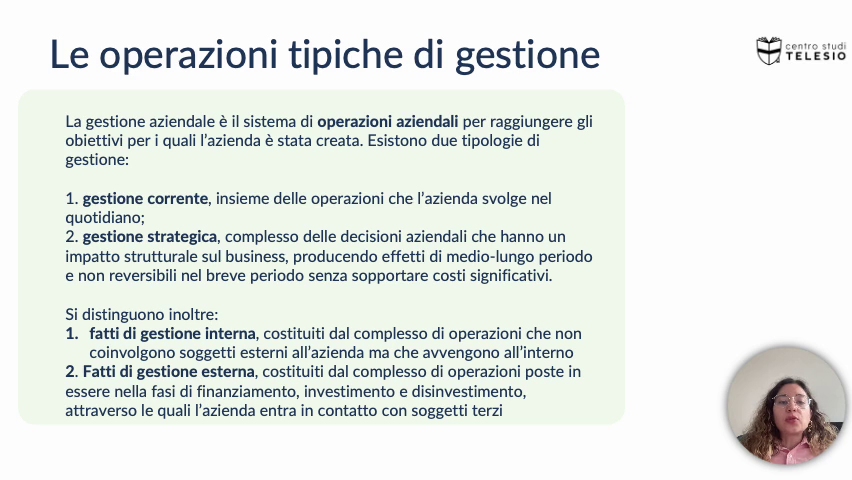 Le operazioni tipiche di gestione
centro studi
TELESIO
La gestione aziendale è il sistema di operazioni aziendali per raggiungere gli
obiettivi per i quali l'azienda è stata creata. Esistono due tipologie di
gestione:
1. gestione corrente, insieme delle operazioni che l'azienda svolge nel
quotidiano;
2. gestione strategica, complesso delle decisioni aziendali che hanno un
impatto strutturale sul business, producendo effetti di medio-lungo periodo
e non reversibili nel breve periodo senza sopportare costi significativi.
Si distinguono inoltre:
1. fatti di gestione interna, costituiti dal complesso di operazioni che non
coinvolgono soggetti esterni all'azienda ma che avvengono all'interno
2. Fatti di gestione esterna, costituiti dal complesso di operazioni poste in
essere nella fasi di finanziamento, investimento e disinvestimento,
attraverso le quali l'azienda entra in contatto con soggetti terzi